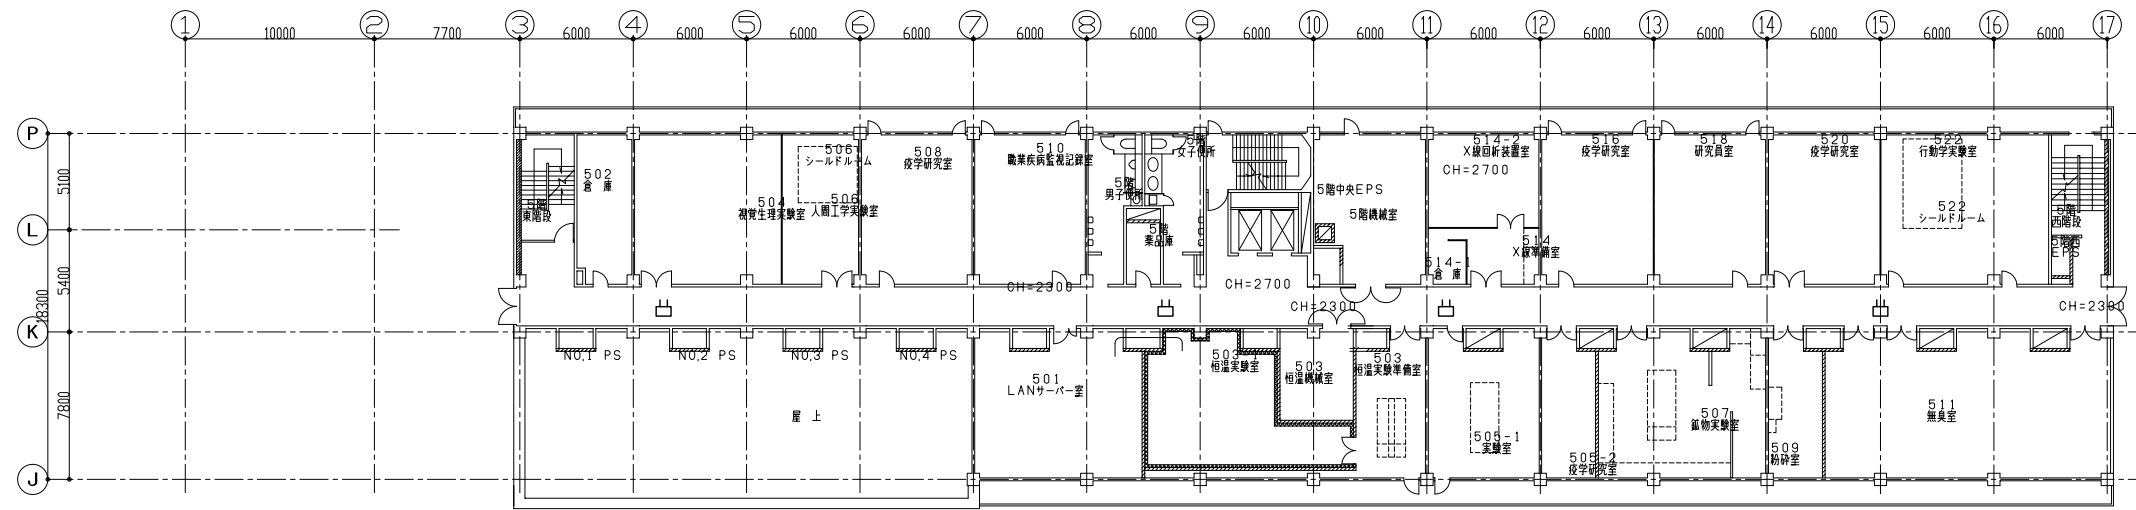 1 2 3 4 5 6 7 8 9 10 11 12 13 14 15 16 17
10000 7700 6000 6000 6000 6000 6000 6000 6000 6000 6000 6000 6000 6000 6000 6000
P
L
K
J
5100
5400
18300
7800
5階
東階段
502
倉 庫
504
視覚生理実験室
506
シールドルーム
506
人間工学実験室
508
疫学研究室
510
職業疾病監視記録室
5階
男子便所
5階
女子便所
5階
薬品庫
5階中央EPS
5階機械室
514-2
X線回析装置室
CH=2700
514-1
倉 庫
514
X線準備室
516
疫学研究室
518
研究員室
520
疫学研究室
522
行動学実験室
522
シールドルーム
5階
西階段
5階西
EPS
CH=2300
CH=2700
CH=2300
CH=2300
NO,1 PS
NO,2 PS
NO,3 PS
NO,4 PS
屋 上
501
LANサーバー室
503-1
恒温実験室
503
恒温機械室
503
恒温実験準備室
505-1
実験室
505-2
疫学研究室
507
鉱物実験室
509
粉砕室
511
無臭室